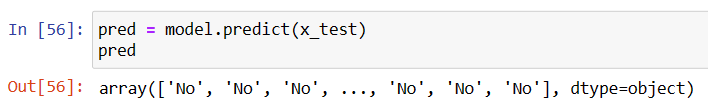 In [56]: pred = model.predict(x_test)
pred
Out[56]: array(['No', 'No', 'No', ..., 'No', 'No', 'No'], dtype=object)